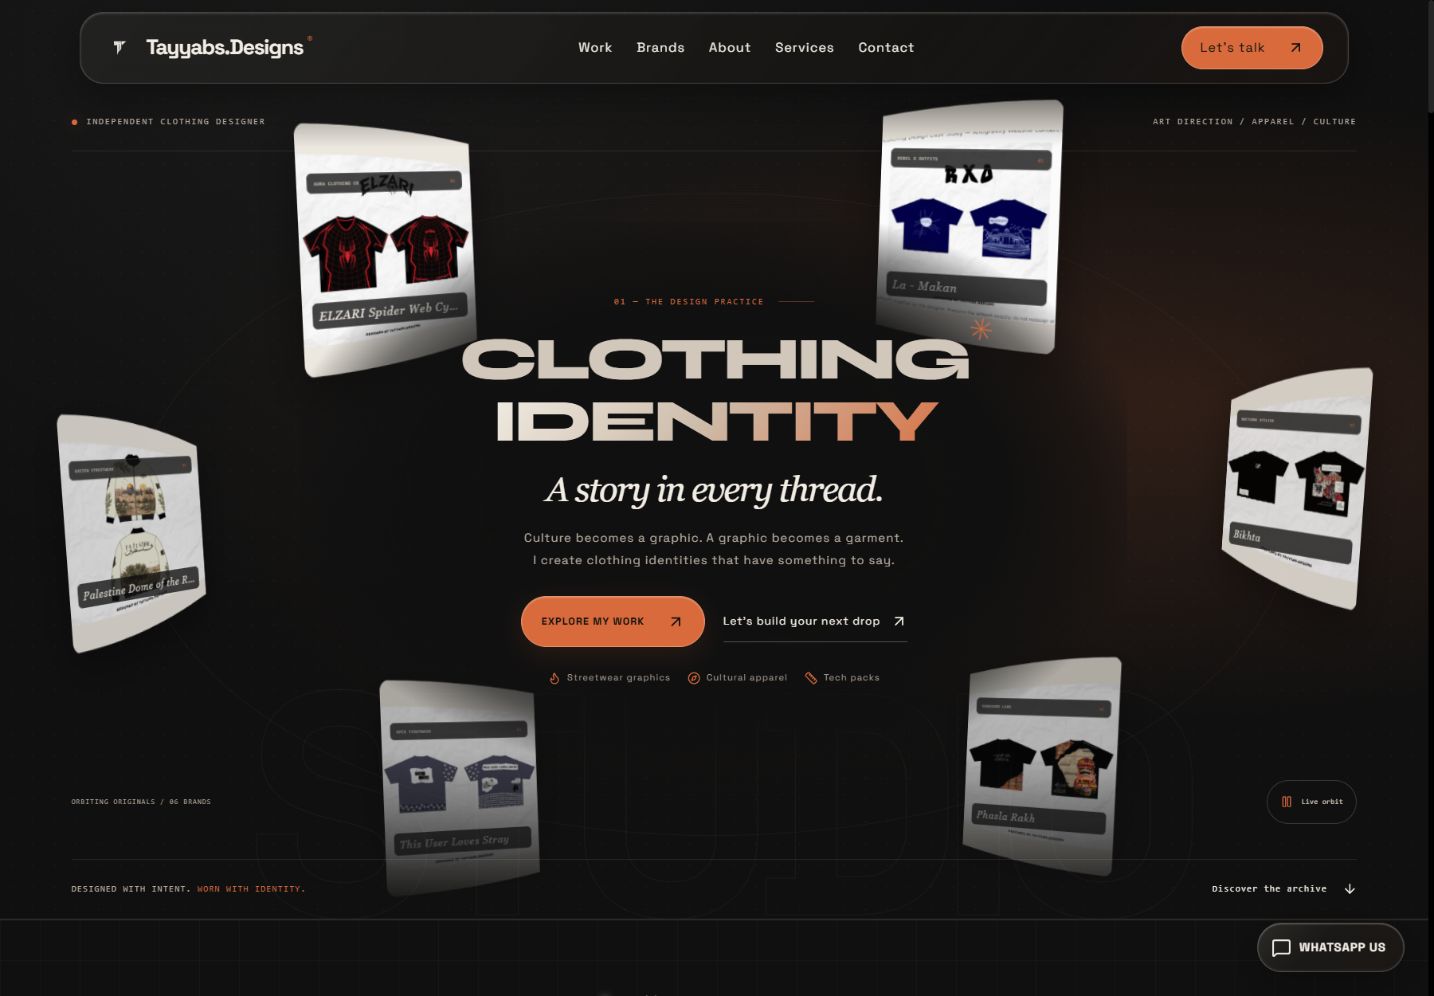 Tayyabs.Designs
Work
Brands
About
Services
Contact
Let's talk
INDEPENDENT CLOTHING DESIGNER
ART DIRECTION / APPAREL / CULTURE
ELZARI
ELZARI Spider Web Cy...
REBEL X OUTFITS
RXO
La - Makan
01 — THE DESIGN PRACTICE
CLOTHING
IDENTITY
A story in every thread.
Culture becomes a graphic. A graphic becomes a garment.
I create clothing identities that have something to say.
EXPLORE MY WORK
Let's build your next drop
Streetwear graphics
Cultural apparel
Tech packs
Palestine Dome of the R...
Bikhta
This User Loves Stray
Phasla Rakh
STUDIO
ORBITING ORIGINALS / 06 BRANDS
Live orbit
DESIGNED WITH INTENT. WORN WITH IDENTITY.
Discover the archive
WHATSAPP US